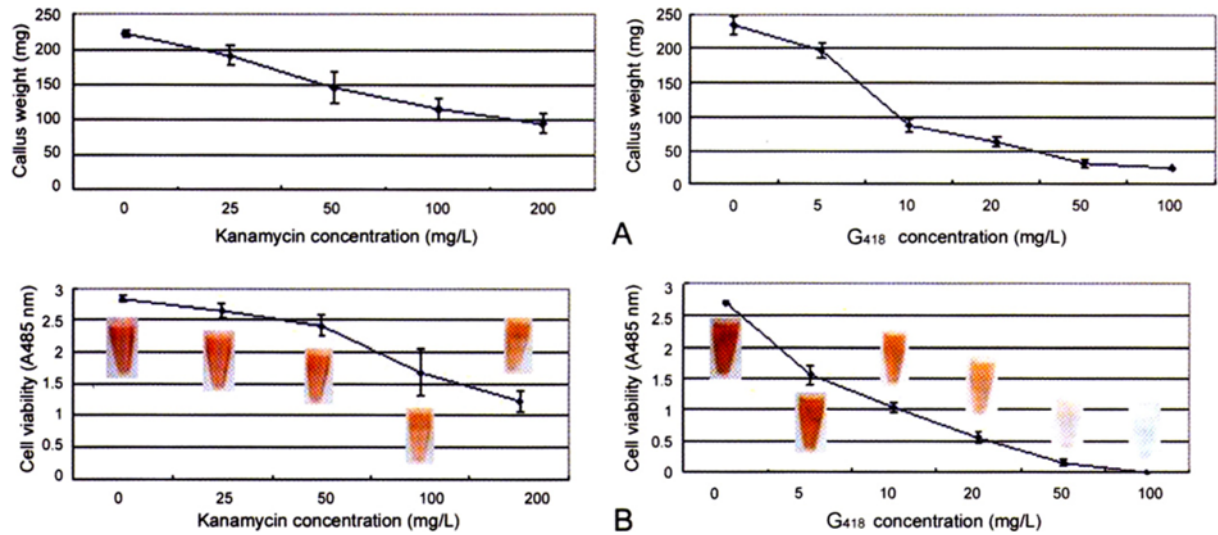 Callus weight (mg)
250
200
150
100
50
0
0 25 50 100 200
Kanamycin concentration (mg/L)
A
Callus weight (mg)
250
200
150
100
50
0
0 5 10 20 50 100
G418 concentration (mg/L)
Cell viability (A485 nm)
3
2.5
2
1.5
1
0.5
0
0 25 50 100 200
Kanamycin concentration (mg/L)
B
Cell viability (A485 nm)
3
2.5
2
1.5
1
0.5
0
0 5 10 20 50 100
G418 concentration (mg/L)